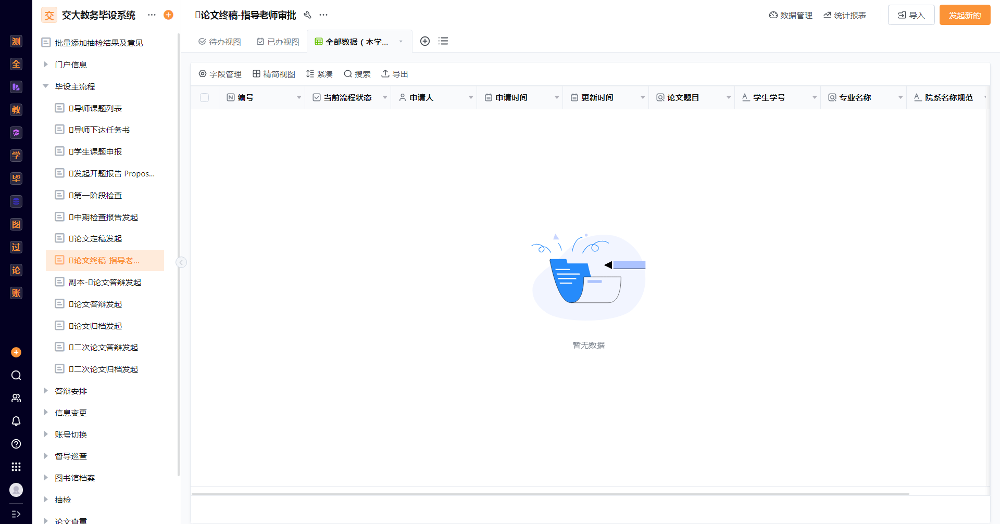 测
全
教
学
毕
图
过
论
账
交 交大教务毕设系统
批量添加抽检结果及意见
门户信息
毕设主流程
导师课题列表
导师下达任务书
学生课题申报
发起开题报告 Propos...
第一阶段检查
中期检查报告发起
论文定稿发起
论文终稿-指导老...
副本-论文答辩发起
论文答辩发起
论文归档发起
二次论文答辩发起
二次论文归档发起
答辩安排
信息变更
账号切换
督导巡查
图书馆档案
抽检
论文查重
论文终稿-指导老师审批
数据管理 统计报表 导入 发起新的
待办视图 已办视图 全部数据（本学...
字段管理 精简视图 紧凑 搜索 导出
编号 当前流程状态 申请人 申请时间 更新时间 论文题目 学生学号 专业名称 院系名称规范
暂无数据